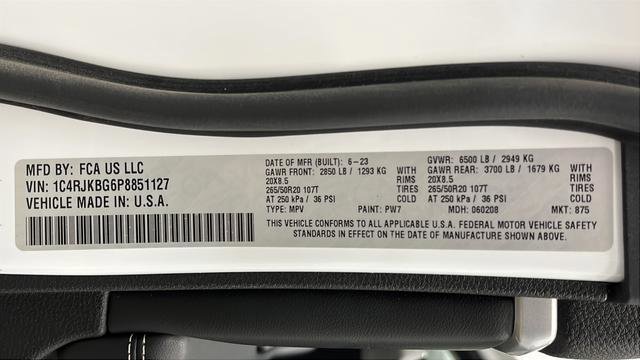 MFD BY: FCA US LLC
VIN: 1C4RJKBG6P8851127
VEHICLE MADE IN: U.S.A.
DATE OF MFR (BUILT): 6-23 GVWR: 6500 LB / 2949 KG
GAWR FRONT: 2850 LB / 1293 KG WITH GAWR REAR: 3700 LB / 1679 KG WITH
20X8.5 RIMS 20X8.5 RIMS
265/50R20 107T TIRES 265/50R20 107T TIRES
AT 250 kPa / 36 PSI COLD AT 250 kPa / 36 PSI COLD
TYPE: MPV PAINT: PW7 MDH: 060208 MKT: 875
THIS VEHICLE CONFORMS TO ALL APPLICABLE U.S.A. FEDERAL MOTOR VEHICLE SAFETY
STANDARDS IN EFFECT ON THE DATE OF MANUFACTURE SHOWN ABOVE.